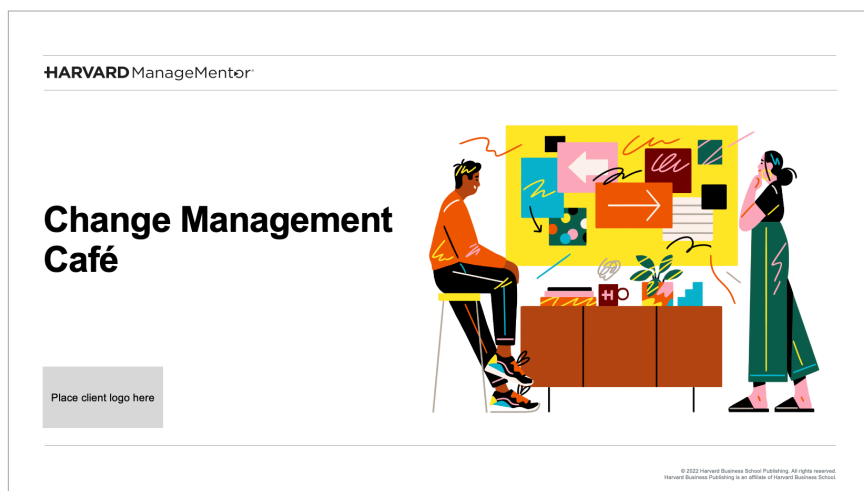 HARVARD ManageMentor®
Change Management
Café
H
Place client logo here
© 2022 Harvard Business School Publishing. All rights reserved.
Harvard Business Publishing is an affiliate of Harvard Business School.